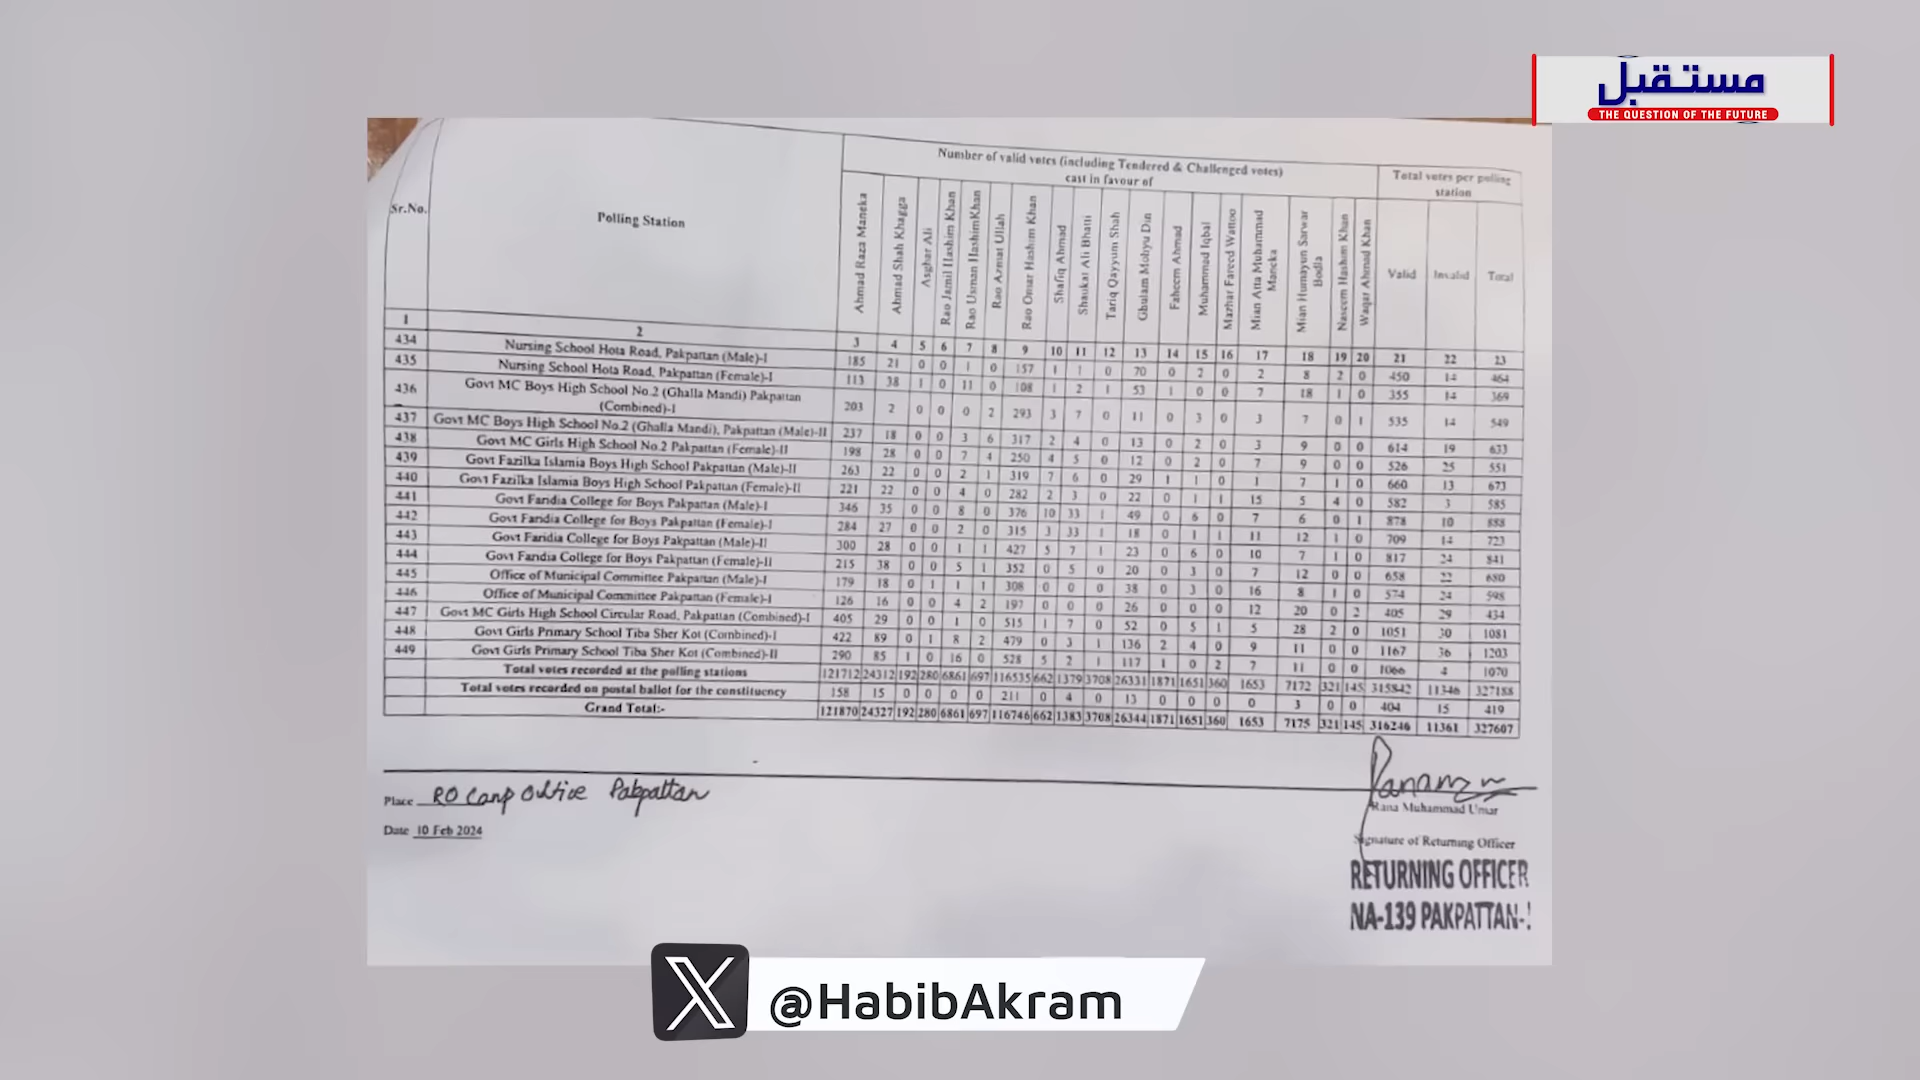 مستقبل
THE QUESTION OF THE FUTURE
Number of valid votes (including Tendered & Challenged votes)
cast in favour of
Total votes per polling
station
Sr.No.
Polling Station
Ahmad Raza Maneka
Ahmad Shah Khagga
Asghar Ali
Rao Jamil Hashim Khan
Rao Usman HashimKhan
Rao Azmat Ullah
Rao Omar Hashim Khan
Shafiq Ahmad
Shaukat Ali Bhatti
Tariq Qayyum Shah
Ghulam Mohyu Din
Faheem Ahmad
Muhammad Iqbal
Mazhar Fareed Wattoo
Mian Atta Muhammad
Maneka
Mian Humayun Sarwar
Bodla
Naseem Hashim Khan
Waqar Ahmad Khan
Valid
Invalid
Total
1 2 3 4 5 6 7 8 9 10 11 12 13 14 15 16 17 18 19 20 21 22 23
434 Nursing School Hota Road, Pakpattan (Male)-I 185 21 0 0 1 0 157 1 1 0 70 0 2 0 2 8 2 0 450 14 464
435 Nursing School Hota Road, Pakpattan (Female)-I 113 38 1 0 11 0 108 1 2 1 53 1 0 0 7 18 1 0 355 14 369
436 Govt MC Boys High School No.2 (Ghalla Mandi) Pakpattan
(Combined)-I 203 2 0 0 0 2 293 3 7 0 11 0 3 0 3 7 0 1 535 14 549
437 Govt MC Boys High School No.2 (Ghalla Mandi), Pakpattan (Male)-II 237 18 0 0 3 6 317 2 4 0 13 0 2 0 3 9 0 0 614 19 633
438 Govt MC Girls High School No.2 Pakpattan (Female)-II 198 28 0 0 7 4 250 4 5 0 12 0 2 0 7 9 0 0 526 25 551
439 Govt Fazilka Islamia Boys High School Pakpattan (Male)-II 263 22 0 0 2 1 319 7 6 0 29 1 1 0 1 7 1 0 660 13 673
440 Govt Fazilka Islamia Boys High School Pakpattan (Female)-II 221 22 0 0 4 0 282 2 3 0 22 0 1 1 15 5 4 0 582 3 585
441 Govt Faridia College for Boys Pakpattan (Male)-I 346 35 0 0 8 0 376 10 33 1 49 0 6 0 7 6 0 1 878 10 888
442 Govt Faridia College for Boys Pakpattan (Female)-I 284 27 0 0 2 0 315 3 33 1 18 0 1 1 11 12 1 0 709 14 723
443 Govt Faridia College for Boys Pakpattan (Male)-II 300 28 0 0 1 1 427 5 7 1 23 0 6 0 10 7 1 0 817 24 841
444 Govt Faridia College for Boys Pakpattan (Female)-II 215 38 0 0 5 1 352 0 5 0 20 0 3 0 7 12 0 0 658 22 680
445 Office of Municipal Committee Pakpattan (Male)-I 179 18 0 1 1 1 308 0 0 0 38 0 3 0 16 8 1 0 574 24 598
446 Office of Municipal Committee Pakpattan (Female)-I 126 16 0 0 4 2 197 0 0 0 26 0 0 0 12 20 0 2 405 29 434
447 Govt MC Girls High School Circular Road, Pakpattan (Combined)-I 405 29 0 0 1 0 515 1 7 0 52 0 5 1 5 28 2 0 1051 30 1081
448 Govt Girls Primary School Tiba Sher Kot (Combined)-I 422 89 0 1 8 2 479 0 3 1 136 2 4 0 9 11 0 0 1167 36 1203
449 Govt Girls Primary School Tiba Sher Kot (Combined)-II 290 85 1 0 16 0 528 5 2 1 117 1 0 2 7 11 0 0 1066 4 1070
Total votes recorded at the polling stations 121712 24312 192 280 6861 697 116535 662 1379 3708 26331 1871 1651 360 1653 7172 321 145 315842 11346 327188
Total votes recorded on postal ballot for the constituency 158 15 0 0 0 0 211 0 4 0 13 0 0 0 0 3 0 0 404 15 419
Grand Total:- 121870 24327 192 280 6861 697 116746 662 1383 3708 26344 1871 1651 360 1653 7175 321 145 316246 11361 327607
Place RO Camp Office Pakpattan
Date 10 Feb 2024
Rana Muhammad Umar
Signature of Returning Officer
RETURNING OFFICER
NA-139 PAKPATTAN-I
X @HabibAkram